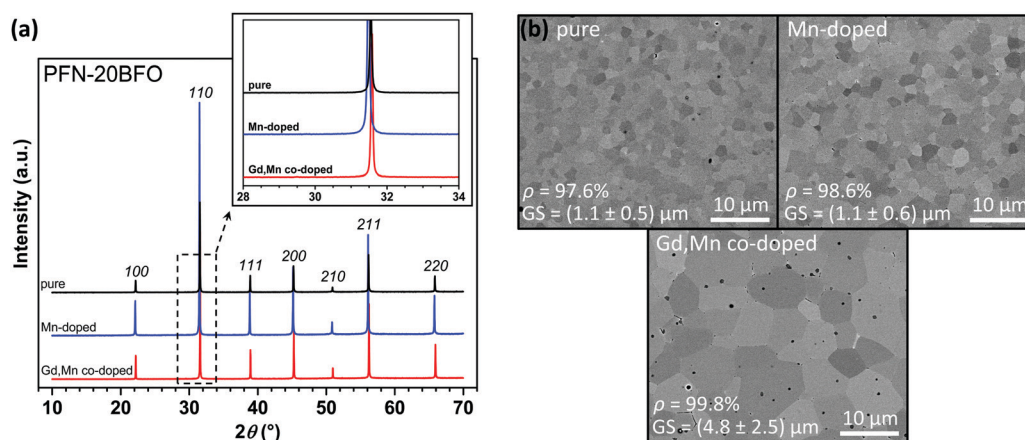 (a)
PFN-20BFO
Intensity (a.u.)
110
pure
Mn-doped
Gd,Mn co-doped
28 30 32 34
211
100 111 200 210 220
pure
Mn-doped
Gd,Mn co-doped
10 20 30 40 50 60 70
2θ (°)
(b) pure
ρ = 97.6%
GS = (1.1 ± 0.5) μm
10 μm
Mn-doped
ρ = 98.6%
GS = (1.1 ± 0.6) μm
10 μm
Gd,Mn co-doped
ρ = 99.8%
GS = (4.8 ± 2.5) μm
10 μm